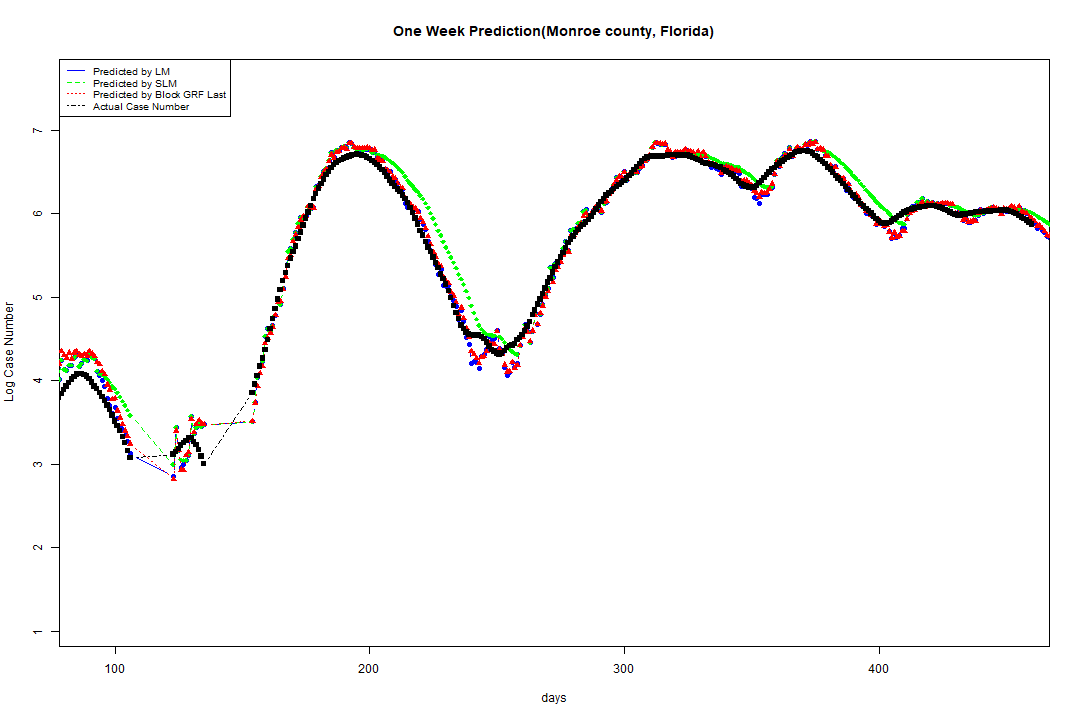 One Week Prediction(Monroe county, Florida)
Predicted by LM
Predicted by SLM
Predicted by Block GRF Last
Actual Case Number
7
6
5
4
3
2
1
Log Case Number
100 200 300 400
days